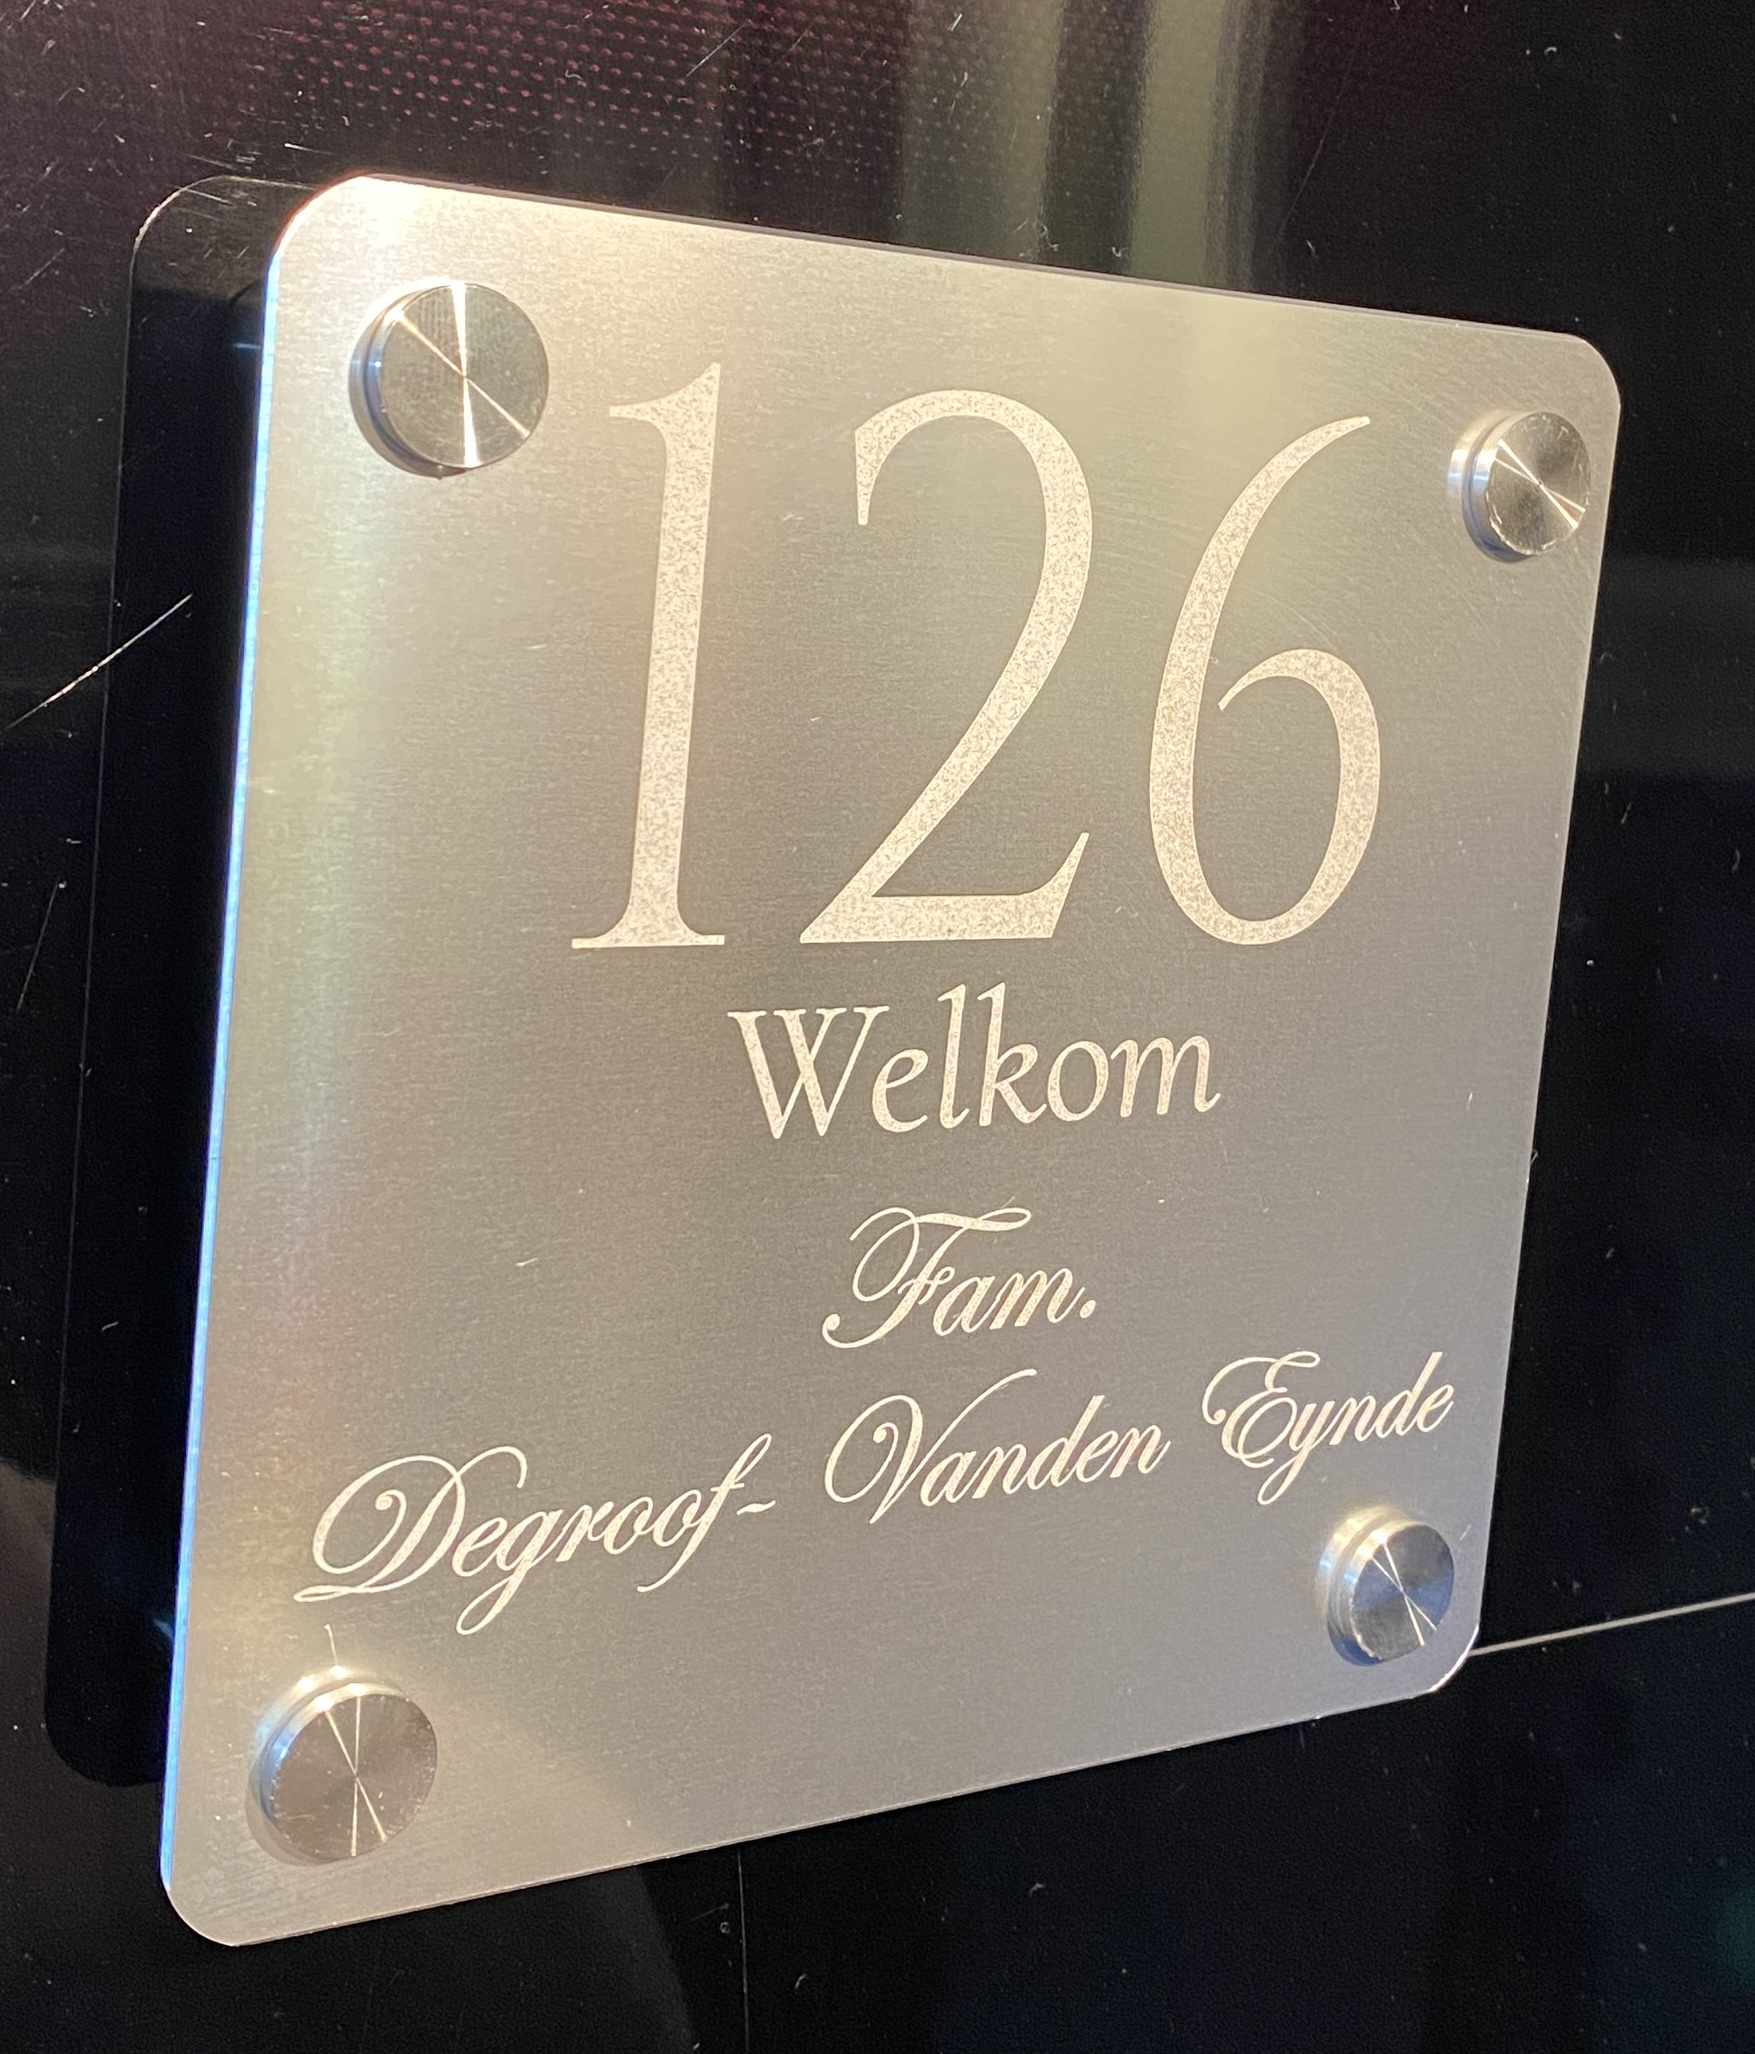 126
Welkom
Fam.
Degroof- Vanden Eynde